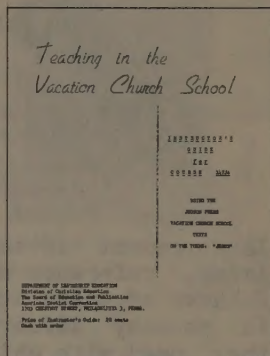 Teaching in the
Vacation Church School
INSTRUCTOR'S
GUIDE
for
COURSE
USING THE
JUDSON PRESS
VACATION CHURCH SCHOOL
TEXTS
ON THE THEME: "JESUS"
DEPARTMENT OF LEADERSHIP EDUCATION
Division of Christian Education
The Board of Education and Publication
American Baptist Convention
1703 CHESTNUT STREET, PHILADELPHIA 3, PENNA.
Price of Instructor's Guide: 25 cents
Cash with order